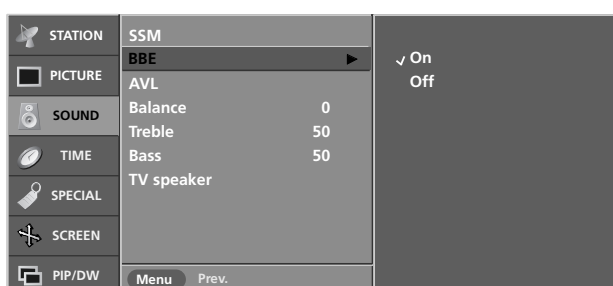 STATION
PICTURE
SOUND
TIME
SPECIAL
SCREEN
PIP/DW
SSM
BBE
AVL
Balance 0
Treble 50
Bass 50
TV speaker
Menu Prev.
On
Off